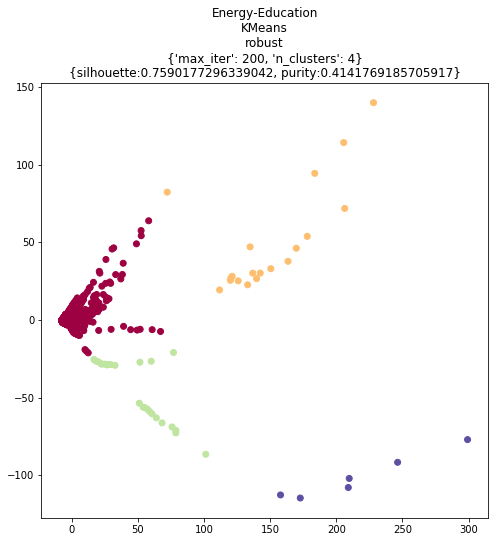 Energy-Education
KMeans
robust
{'max_iter': 200, 'n_clusters': 4}
{silhouette:0.7590177296339042, purity:0.4141769185705917}
150
100
50
0
−50
−100
0 50 100 150 200 250 300